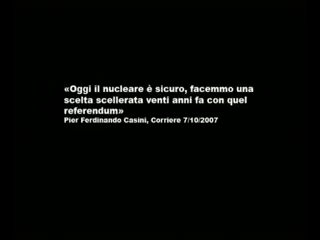 «Oggi il nucleare è sicuro, facemmo una
scelta scellerata venti anni fa con quel
referendum»
Pier Ferdinando Casini, Corriere 7/10/2007